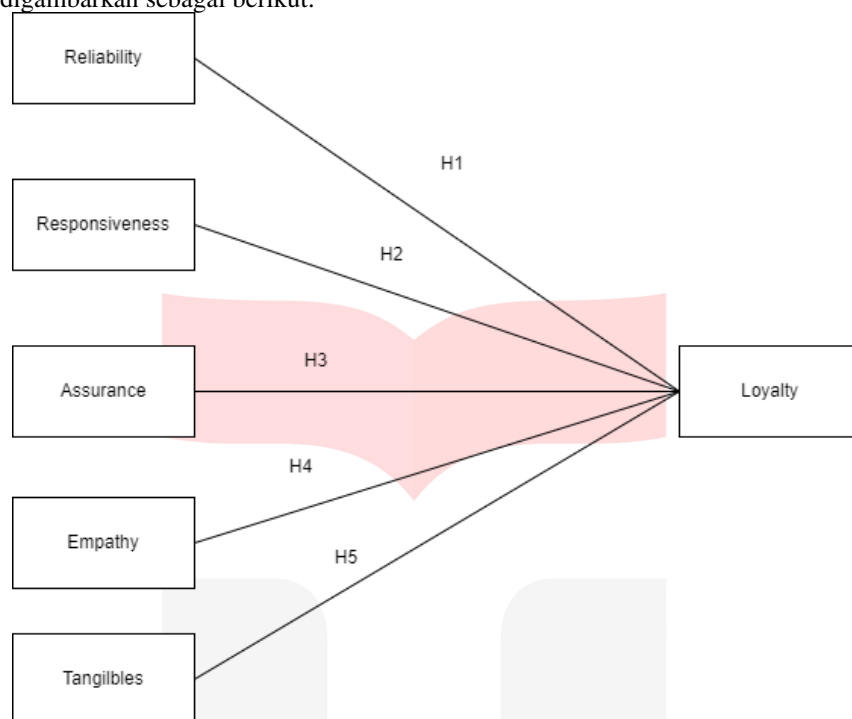 digambarkan sebagai berikut:
Reliability
H1
Responsiveness
H2
Assurance
H3
Loyalty
H4
Empathy
H5
Tangilbles